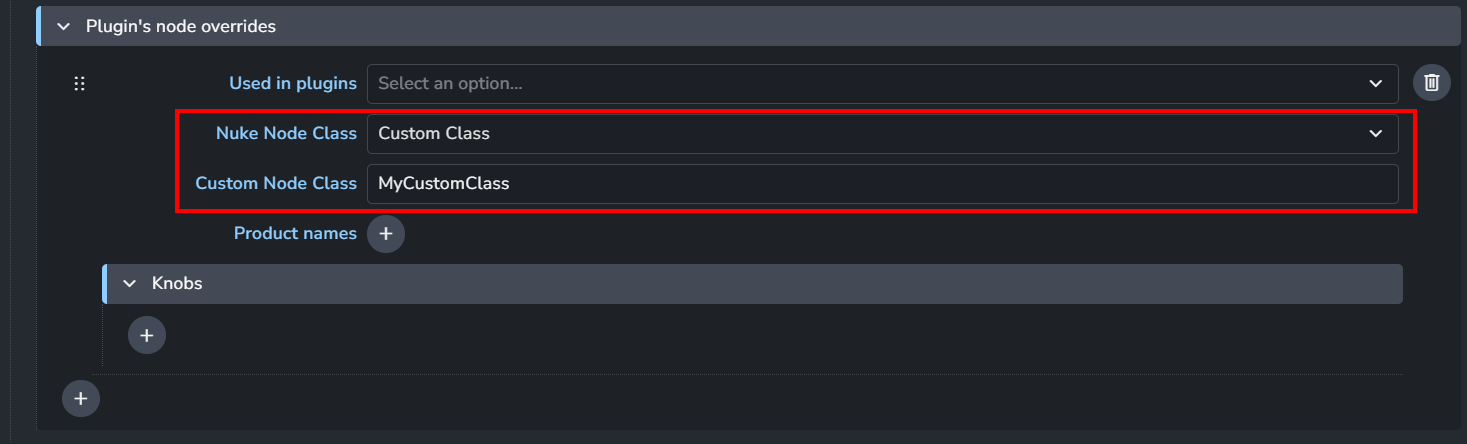 Plugin's node overrides
Used in plugins Select an option...
Nuke Node Class Custom Class
Custom Node Class MyCustomClass
Product names +
Knobs
+
+